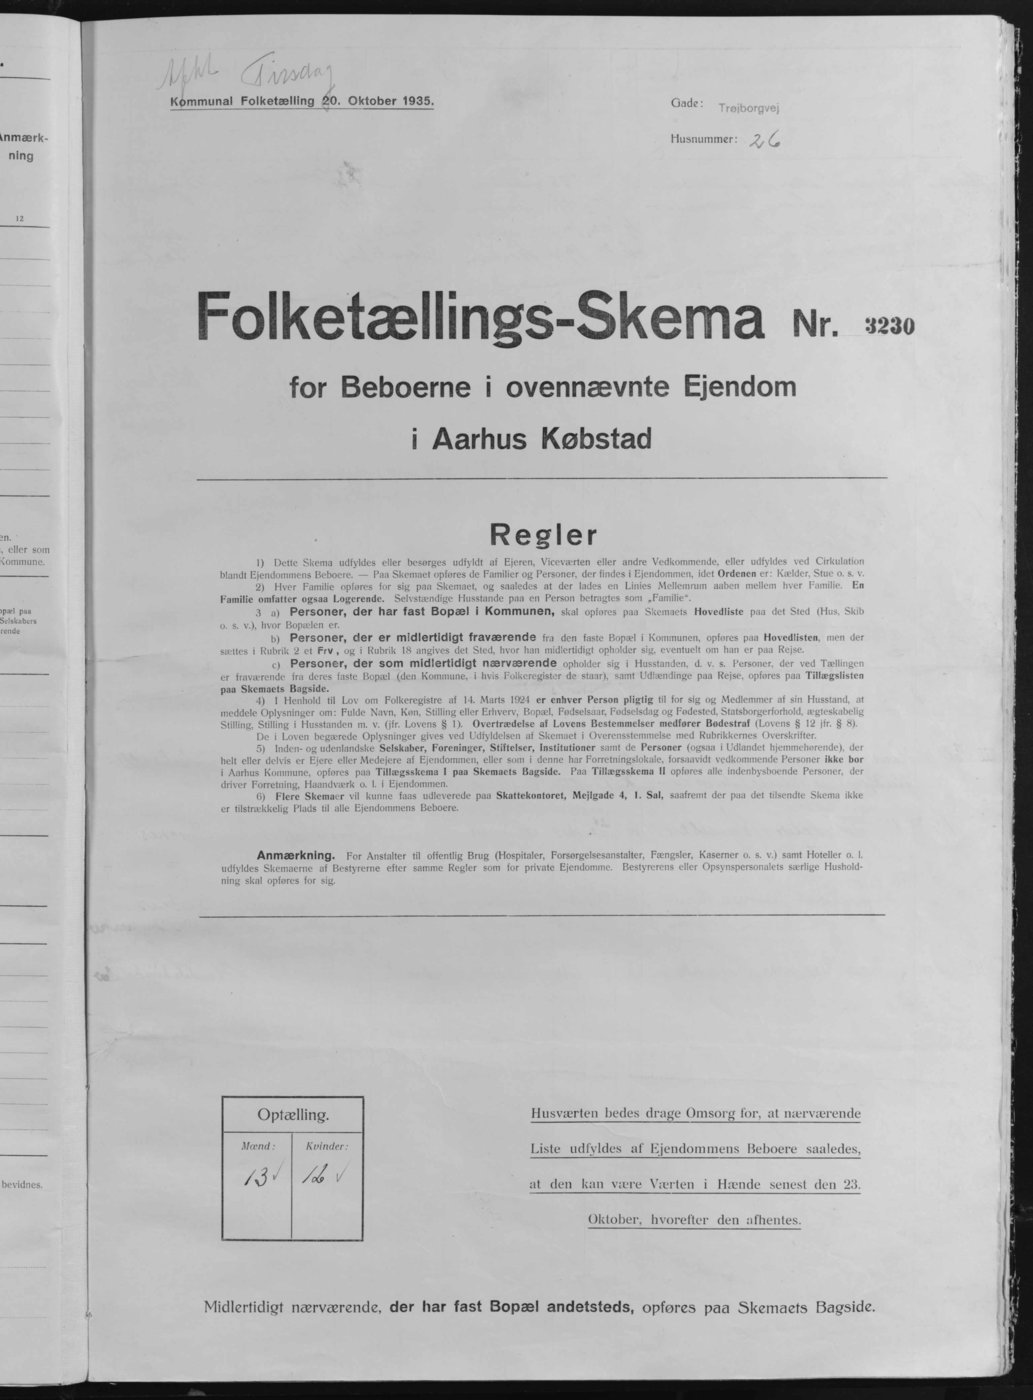 Anmærk-
ning
12
en.
, eller som
Kommune.
opæl paa
Selskabers
rende
bevidnes.
Tirsdag
Kommunal Folketælling 20. Oktober 1935.
Gade: Trøjborgvej
Husnummer: 26
Folketællings-Skema Nr. 3230
for Beboerne i ovennævnte Ejendom
i Aarhus Købstad
Regler
1) Dette Skema udfyldes eller besørges udfyldt af Ejeren, Viceværten eller andre Vedkommende, eller udfyldes ved Cirkulation
blandt Ejendommens Beboere. — Paa Skemaet opføres de Familier og Personer, der findes i Ejendommen, idet Ordenen er: Kælder, Stue o. s. v.
2) Hver Familie opføres for sig paa Skemaet, og saaledes at der lades en Linies Mellemrum aaben mellem hver Familie. En
Familie omfatter ogsaa Logerende. Selvstændige Husstande paa en Person betragtes som „Familie“.
3 a) Personer, der har fast Bopæl i Kommunen, skal opføres paa Skemaets Hovedliste paa det Sted (Hus, Skib
o. s. v.), hvor Bopælen er.
b) Personer, der er midlertidigt fraværende fra den faste Bopæl i Kommunen, opføres paa Hovedlisten, men der
sættes i Rubrik 2 et Frv., og i Rubrik 18 angives det Sted, hvor han midlertidigt opholder sig, eventuelt om han er paa Rejse.
c) Personer, der som midlertidigt nærværende opholder sig i Husstanden, d. v. s. Personer, der ved Tællingen
er fraværende fra deres faste Bopæl (den Kommune, i hvis Folkeregister de staar), samt Udlændinge paa Rejse, opføres paa Tillægslisten
paa Skemaets Bagside.
4) I Henhold til Lov om Folkeregistre af 14. Marts 1924 er enhver Person pligtig til for sig og Medlemmer af sin Husstand, at
meddele Oplysninger om: Fulde Navn, Køn, Stilling eller Erhverv, Bopæl, Fødselsaar, Fødselsdag og Fødested, Statsborgerforhold, ægteskabelig
Stilling, Stilling i Husstanden m. v. (jfr. Lovens § 1). Overtrædelse af Lovens Bestemmelser medfører Bødestraf (Lovens § 12 jfr. § 8).
De i Loven begærede Oplysninger gives ved Udfyldelsen af Skemaet i Overensstemmelse med Rubrikkernes Overskrifter.
5) Inden- og udenlandske Selskaber, Foreninger, Stiftelser, Institutioner samt de Personer (ogsaa i Udlandet hjemmehørende), der
helt eller delvis er Ejere eller Medejere af Ejendommen, eller som i denne har Forretningslokale, forsaavidt vedkommende Personer ikke bor
i Aarhus Kommune, opføres paa Tillægsskema I paa Skemaets Bagside. Paa Tillægsskema II opføres alle indenbysboende Personer, der
driver Forretning, Haandværk o. l. i Ejendommen.
6) Flere Skemaer vil kunne faas udleverede paa Skattekontoret, Mejlgade 4, 1. Sal, saafremt der paa det tilsendte Skema ikke
er tilstrækkelig Plads til alle Ejendommens Beboere.
Anmærkning. For Anstalter til offentlig Brug (Hospitaler, Forsørgelsesanstalter, Fængsler, Kaserner o. s. v.) samt Hoteller o. l.
udfyldes Skemaerne af Bestyrerne efter samme Regler som for private Ejendomme. Bestyrerens eller Opsynspersonalets særlige Hushold-
ning skal opføres for sig.
Optælling.
Mænd: Kvinder:
13 12
Husværten bedes drage Omsorg for, at nærværende
Liste udfyldes af Ejendommens Beboere saaledes,
at den kan være Værten i Hænde senest den 23.
Oktober, hvorefter den afhentes.
Midlertidigt nærværende, der har fast Bopæl andetsteds, opføres paa Skemaets Bagside.